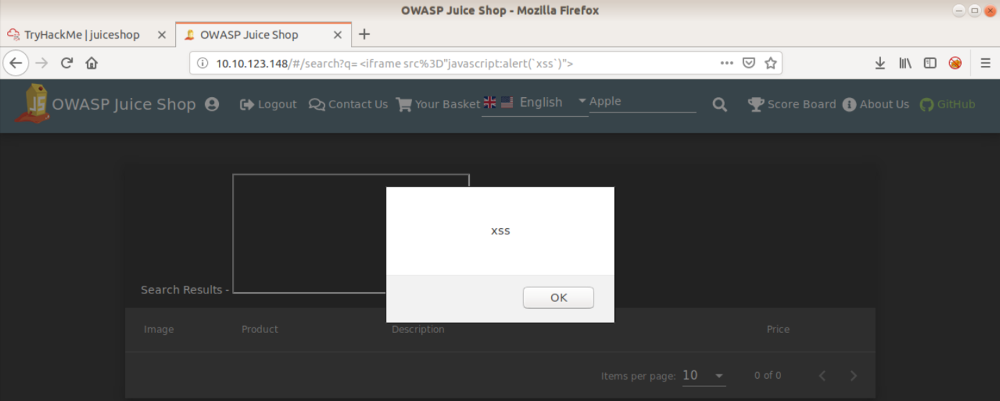 OWASP Juice Shop - Mozilla Firefox
TryHackMe | juiceshop
OWASP Juice Shop
10.10.123.148/#/search?q= <iframe src%3D"javascript:alert(`xss`)">
JS OWASP Juice Shop Logout Contact Us Your Basket English Apple Score Board About Us GitHub
xss
OK
Search Results -
Image Product Description Price
Items per page: 10 0 of 0